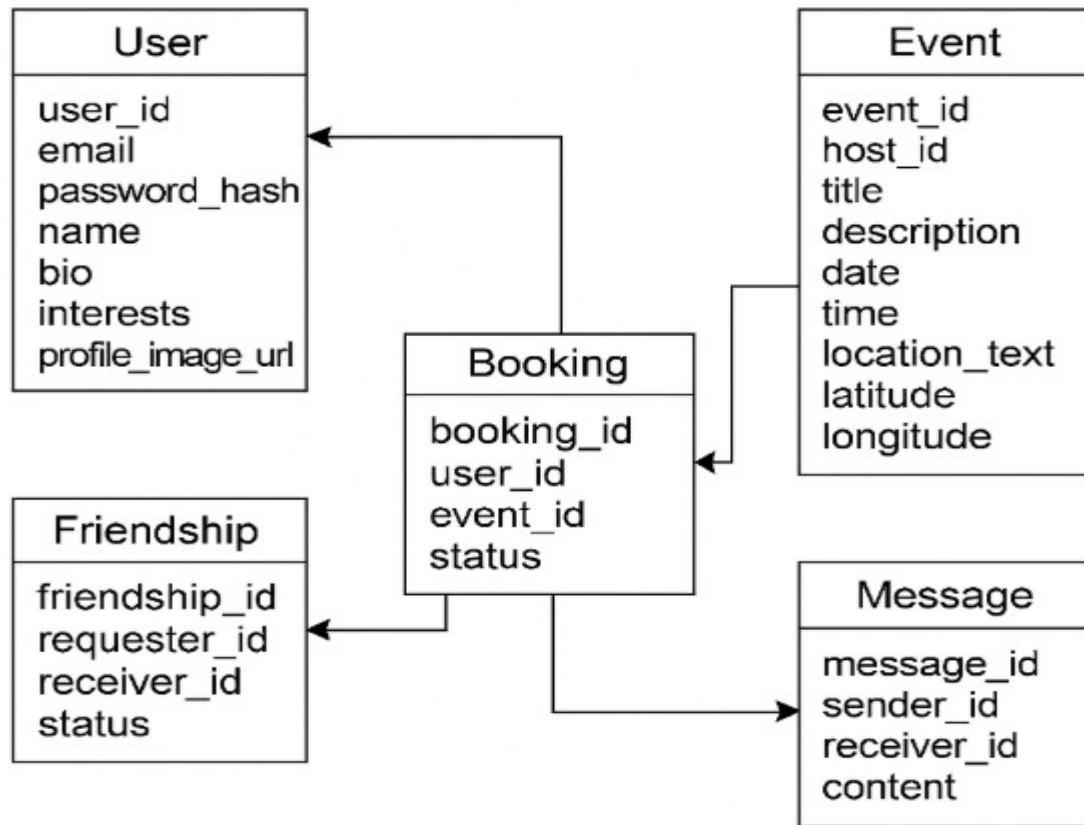 User
user_id
email
password_hash
name
bio
interests
profile_image_url
Event
event_id
host_id
title
description
date
time
location_text
latitude
longitude
Booking
booking_id
user_id
event_id
status
Friendship
friendship_id
requester_id
receiver_id
status
Message
message_id
sender_id
receiver_id
content